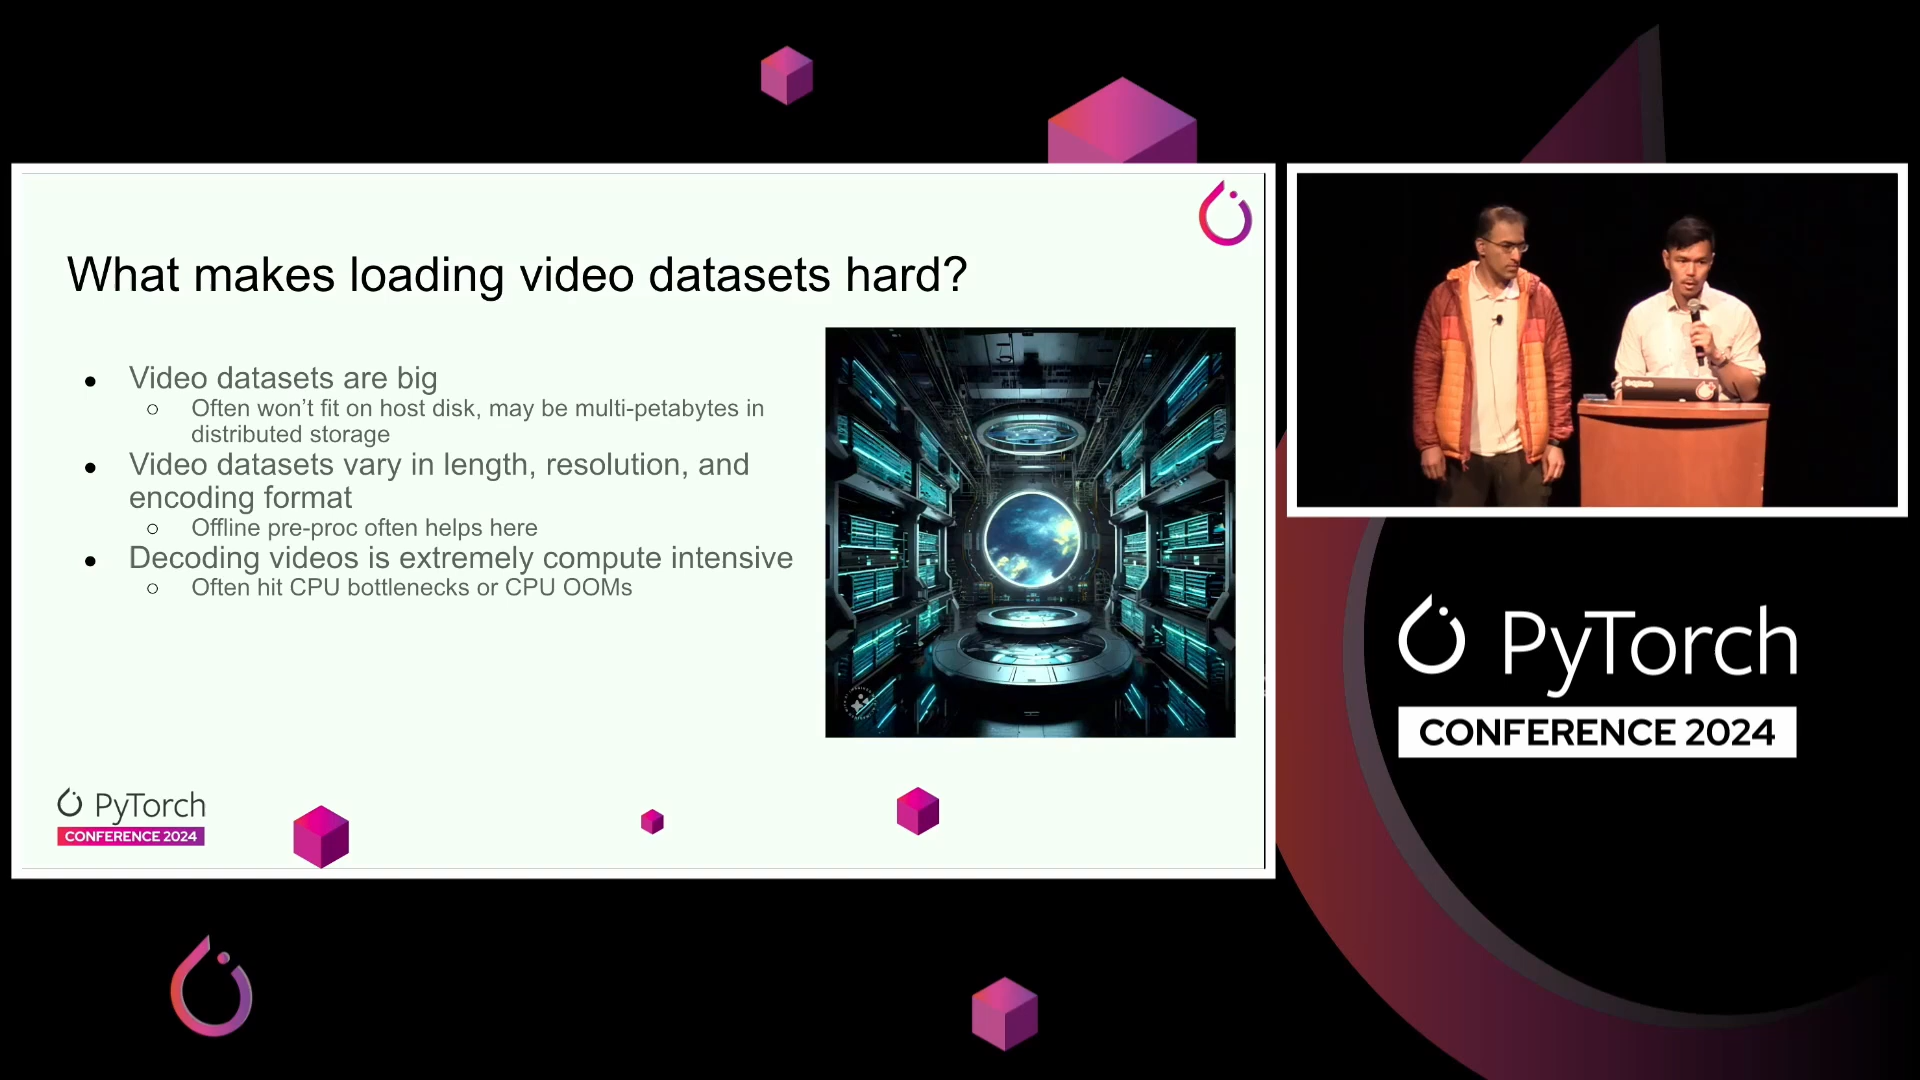 What makes loading video datasets hard?
● Video datasets are big
○ Often won't fit on host disk, may be multi-petabytes in
distributed storage
● Video datasets vary in length, resolution, and
encoding format
○ Offline pre-proc often helps here
● Decoding videos is extremely compute intensive
○ Often hit CPU bottlenecks or CPU OOMs
PyTorch
CONFERENCE 2024
PyTorch
CONFERENCE 2024